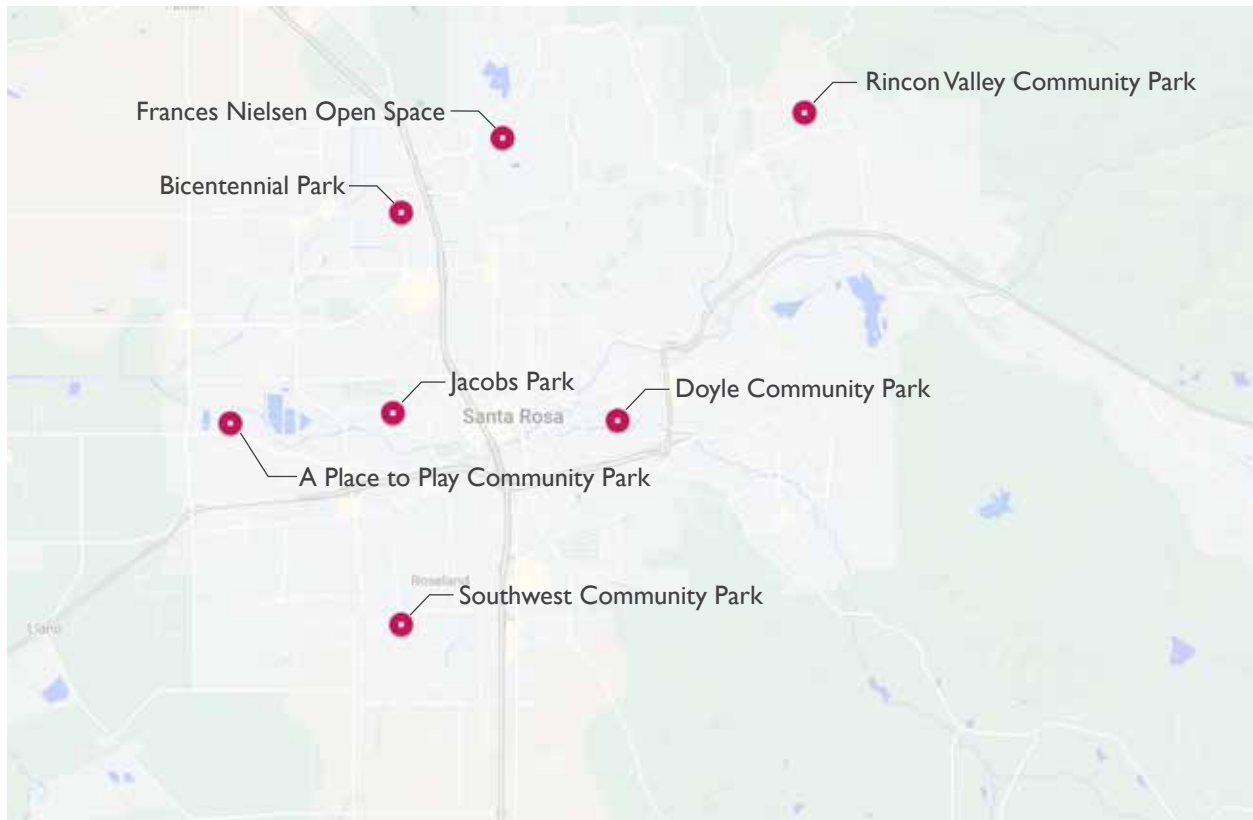 Rincon Valley Community Park
Frances Nielsen Open Space
Bicentennial Park
Jacobs Park
Doyle Community Park
Santa Rosa
A Place to Play Community Park
Roseland
Southwest Community Park
Llano